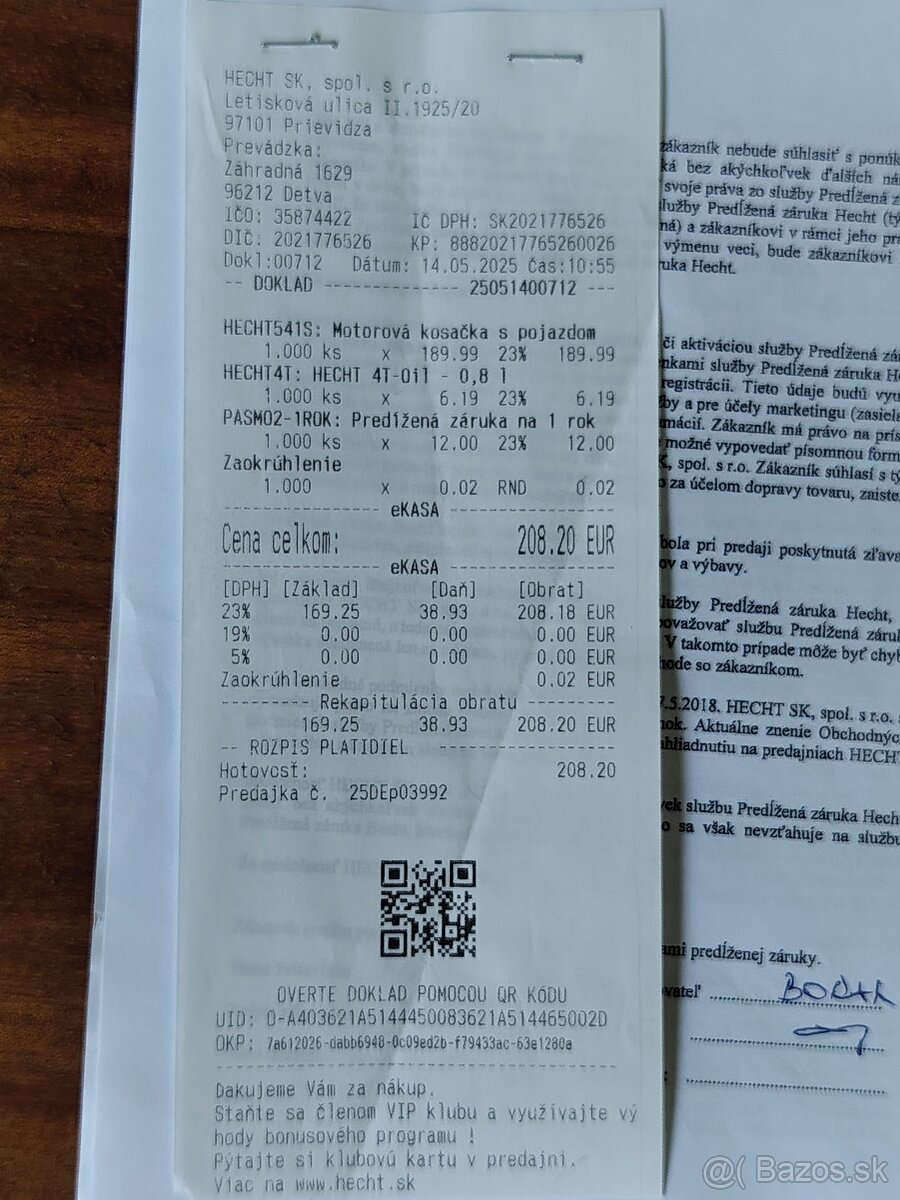 HECHT SK, spol. s r.o.
Letisková ulica II.1925/20
97101 Prievidza
Prevádzka:
Záhradná 1629
96212 Detva
IČO: 35874422 IČ DPH: SK2021776526
DIČ: 2021776526 KP: 88820217765260026
Dokl:00712 Dátum: 14.05.2025 Čas:10:55
-- DOKLAD -------------- 25051400712 ---
HECHT541S: Motorová kosačka s pojazdom
1.000 ks x 189.99 23% 189.99
HECHT4T: HECHT 4T-Oil - 0,8 l
1.000 ks x 6.19 23% 6.19
PASMO2-1ROK: Predĺžená záruka na 1 rok
1.000 ks x 12.00 23% 12.00
Zaokrúhlenie
1.000 x 0.02 RND 0.02
----------------- eKASA -----------------
Cena celkom: 208.20 EUR
----------------- eKASA -----------------
[DPH] [Základ] [Daň] [Obrat]
23% 169.25 38.93 208.18 EUR
19% 0.00 0.00 0.00 EUR
5% 0.00 0.00 0.00 EUR
Zaokrúhlenie 0.02 EUR
--------- Rekapitulácia obratu ---------
169.25 38.93 208.20 EUR
-- ROZPIS PLATIDIEL -----------------
Hotovosť: 208.20
Predajka č. 25DEp03992
OVERTE DOKLAD POMOCOU QR KÓDU
UID: O-A403621A5144450083621A514465002D
OKP: 7a612026-dabb6948-0c09ed2b-f79433ac-63e1280a
Ďakujeme Vám za nákup.
Staňte sa členom VIP klubu a využívajte vý
hody bonusového programu !
Pýtajte si klubovú kartu v predajni.
Viac na www.hecht.sk
zákazník nebude súhlasiť s
bez akýchkoľvek ďalších
svoje práva zo služby Predĺžená
služby Predĺžená záruka Hecht
a zákazníkovi v rámci jeho
výmenu veci, bude zákazníkovi
Hecht.
či aktiváciou služby Predĺžená
služby Predĺžená záruka
registrácii. Tieto údaje budú
a pre účely marketingu
Zákazník má právo na
možné vypovedať písomnou
spol. s r.o. Zákazník súhlasí s
za účelom dopravy tovaru,
bola pri predaji poskytnutá zľava
a výbavy.
služby Predĺžená záruka Hecht,
považovať službu Predĺžená
V takomto prípade môže byť
so zákazníkom.
.5.2018. HECHT SK, spol. s r.o.
Aktuálne znenie
na predajniach
službu Predĺžená záruka Hecht
sa však nevzťahuje na službu
predĺženej záruky.
@( Bazos.sk